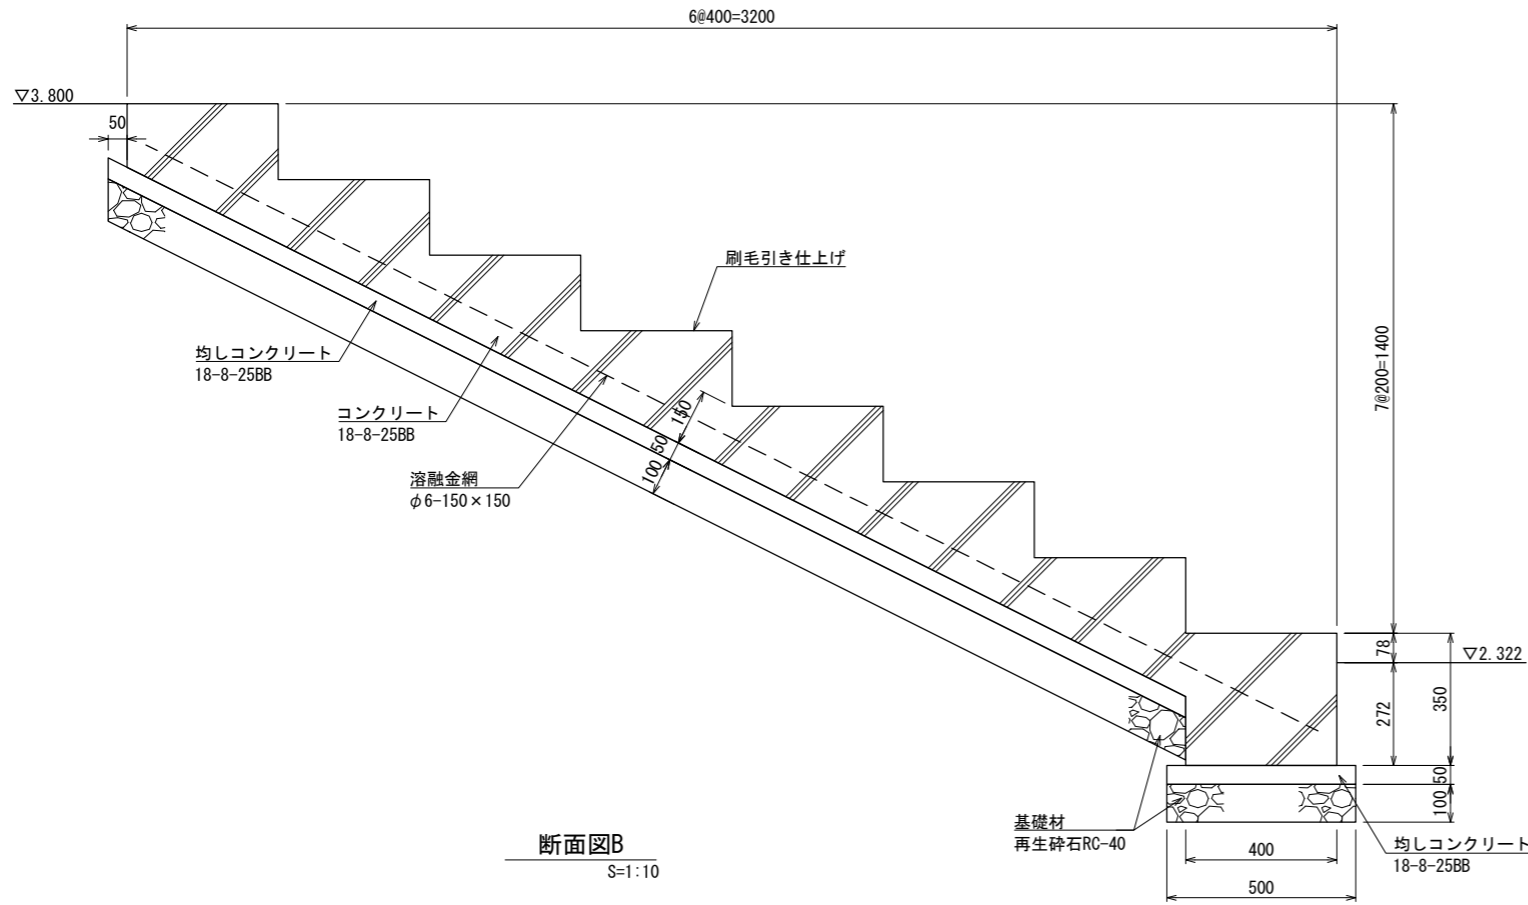 6@400=3200
▽3.800
50
刷毛引き仕上げ
均しコンクリート
18-8-25BB
コンクリート
18-8-25BB
溶融金網
φ6-150×150
150
50
100
7@200=1400
78
▽2.322
272
350
50
100
基礎材
再生砕石RC-40
均しコンクリート
18-8-25BB
400
500
断面図B
S=1:10